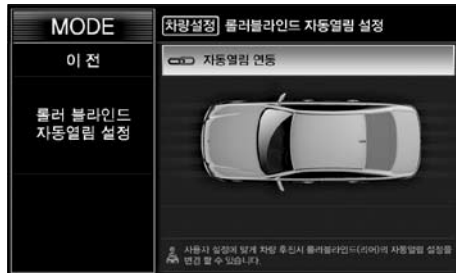 MODE
[차량설정] 롤러블라인드 자동열림 설정
이 전
자동열림 연동
롤러 블라인드
자동열림 설정
사용자 설정에 맞게 차량 후진시 롤러블라인드(리어)의 자동열림 설정을
변경 할 수 있습니다.